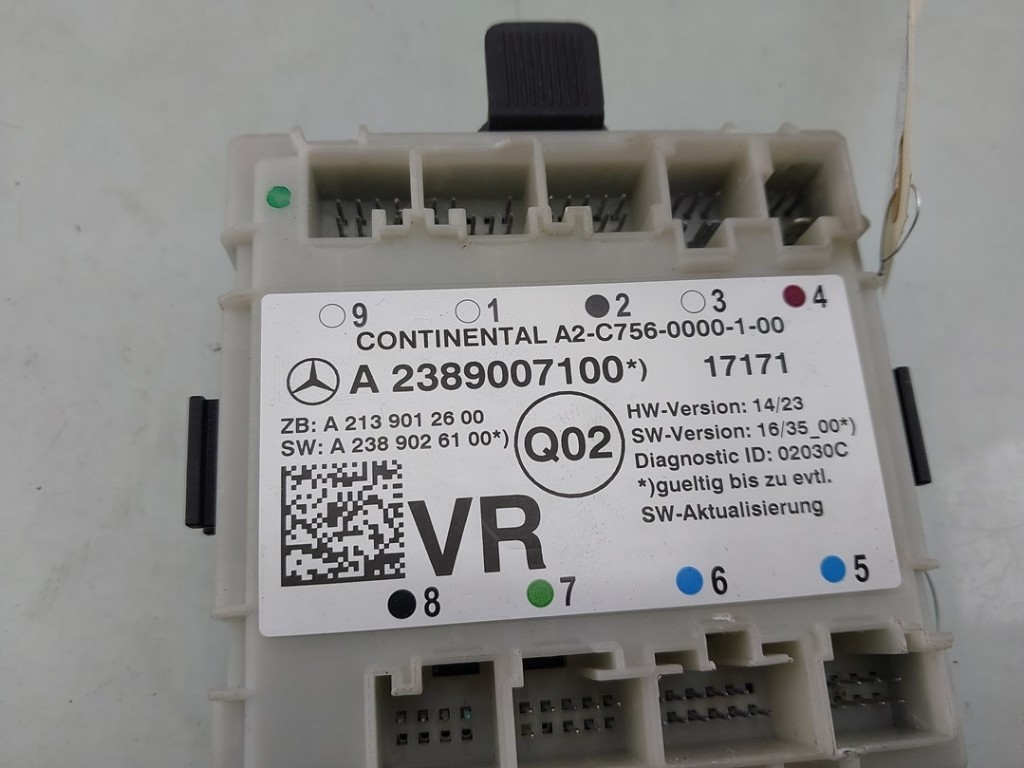 9 1 2 3 4
CONTINENTAL A2-C756-0000-1-00
A 2389007100*) 17171
ZB: A 213 901 26 00
SW: A 238 902 61 00*)
Q02
HW-Version: 14/23
SW-Version: 16/35_00*)
Diagnostic ID: 02030C
*)gueltig bis zu evtl.
SW-Aktualisierung
VR
8 7 6 5